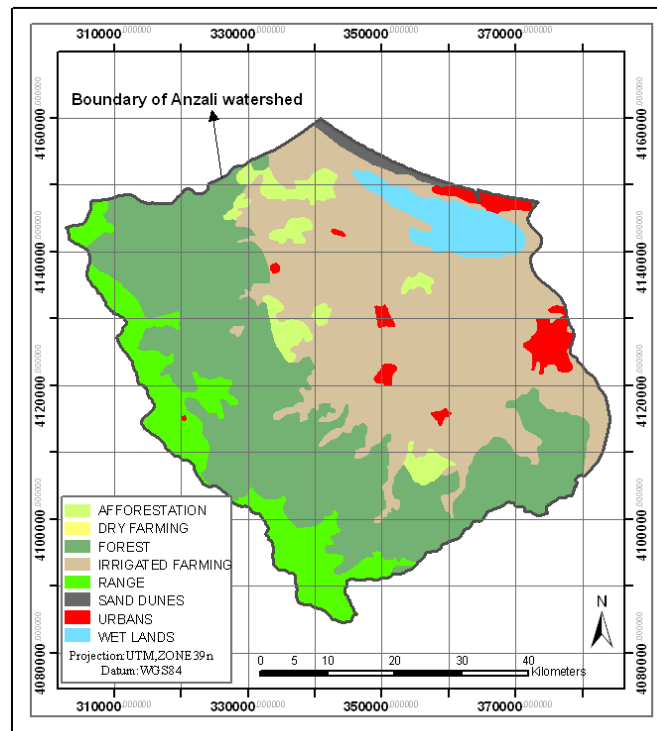 310000.000000 330000.000000 350000.000000 370000.000000
Boundary of Anzali watershed
4160000.000000 4160000.000000
4140000.000000 4140000.000000
4120000.000000 4120000.000000
4100000.000000 4100000.000000
4080000.000000 4080000.000000
AFFORESTATION
DRY FARMING
FOREST
IRRIGATED FARMING
RANGE
SAND DUNES
URBANS
WET LANDS
Projection:UTM,ZONE39n
Datum:WGS84
N
0 5 10 20 30 40
Kilometers
310000.000000 330000.000000 350000.000000 370000.000000